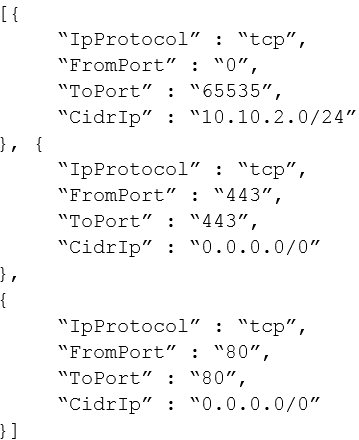 [{
“IpProtocol” : “tcp”,
“FromPort” : “0”,
“ToPort” : “65535”,
“CidrIp” : “10.10.2.0/24”
}, {
“IpProtocol” : “tcp”,
“FromPort” : “443”,
“ToPort” : “443”,
“CidrIp” : “0.0.0.0/0”
},
{
“IpProtocol” : “tcp”,
“FromPort” : “80”,
“ToPort” : “80”,
“CidrIp” : “0.0.0.0/0”
}]